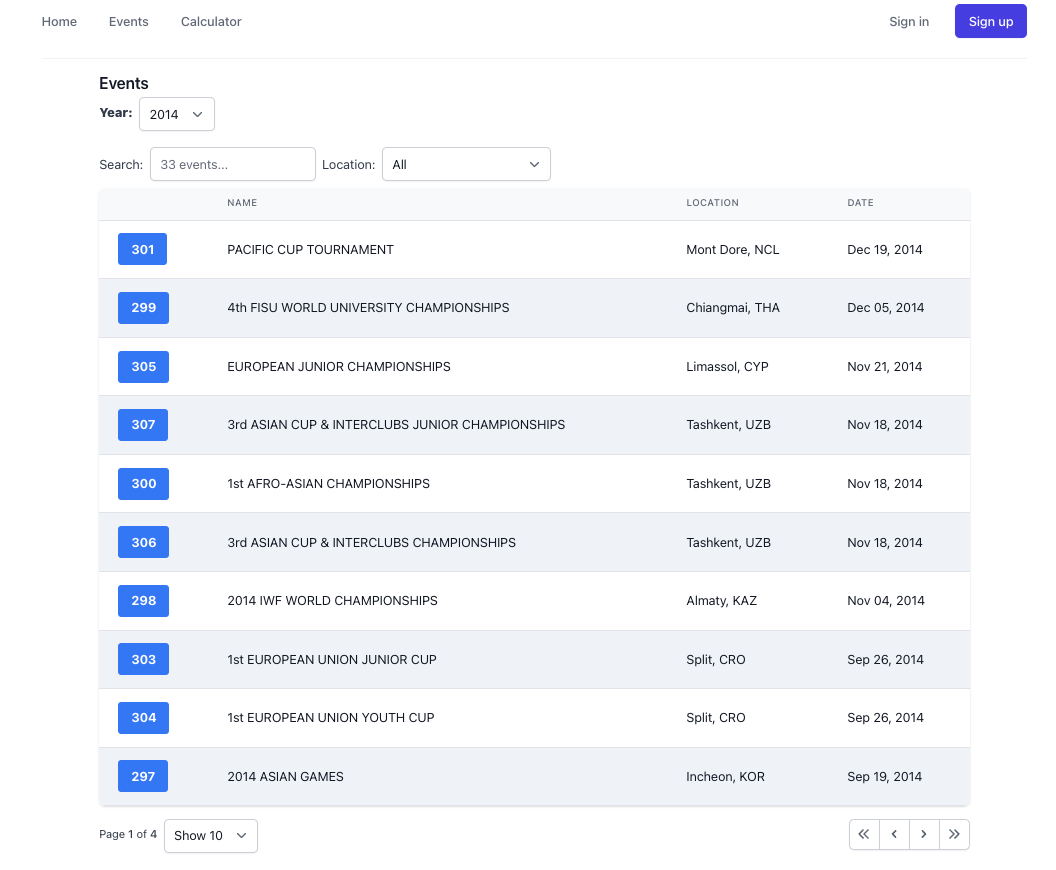 Home Events Calculator Sign in Sign up
Events
Year: 2014
Search: 33 events... Location: All
NAME LOCATION DATE
301 PACIFIC CUP TOURNAMENT Mont Dore, NCL Dec 19, 2014
299 4th FISU WORLD UNIVERSITY CHAMPIONSHIPS Chiangmai, THA Dec 05, 2014
305 EUROPEAN JUNIOR CHAMPIONSHIPS Limassol, CYP Nov 21, 2014
307 3rd ASIAN CUP & INTERCLUBS JUNIOR CHAMPIONSHIPS Tashkent, UZB Nov 18, 2014
300 1st AFRO-ASIAN CHAMPIONSHIPS Tashkent, UZB Nov 18, 2014
306 3rd ASIAN CUP & INTERCLUBS CHAMPIONSHIPS Tashkent, UZB Nov 18, 2014
298 2014 IWF WORLD CHAMPIONSHIPS Almaty, KAZ Nov 04, 2014
303 1st EUROPEAN UNION JUNIOR CUP Split, CRO Sep 26, 2014
304 1st EUROPEAN UNION YOUTH CUP Split, CRO Sep 26, 2014
297 2014 ASIAN GAMES Incheon, KOR Sep 19, 2014
Page 1 of 4 Show 10